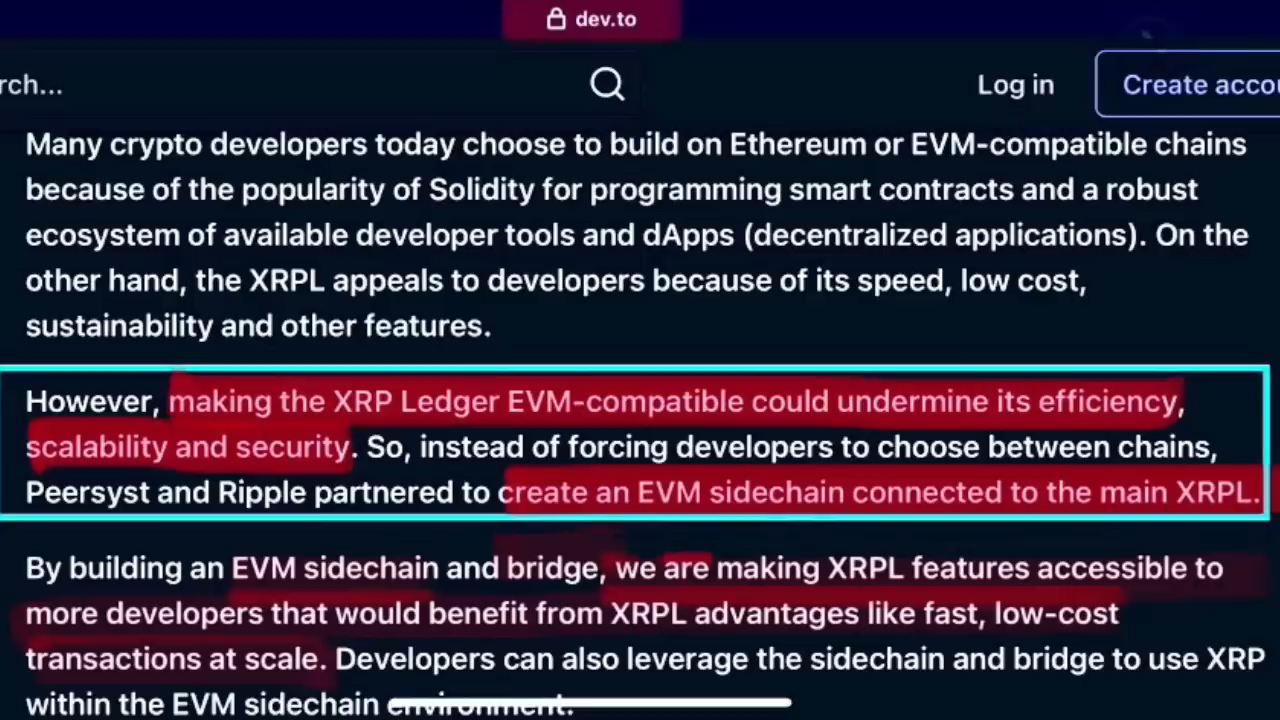 dev.to
rch...
Log in
Create accou
Many crypto developers today choose to build on Ethereum or EVM-compatible chains
because of the popularity of Solidity for programming smart contracts and a robust
ecosystem of available developer tools and dApps (decentralized applications). On the
other hand, the XRPL appeals to developers because of its speed, low cost,
sustainability and other features.
However, making the XRP Ledger EVM-compatible could undermine its efficiency,
scalability and security. So, instead of forcing developers to choose between chains,
Peersyst and Ripple partnered to create an EVM sidechain connected to the main XRPL.
By building an EVM sidechain and bridge, we are making XRPL features accessible to
more developers that would benefit from XRPL advantages like fast, low-cost
transactions at scale. Developers can also leverage the sidechain and bridge to use XRP
within the EVM sidechain environment.